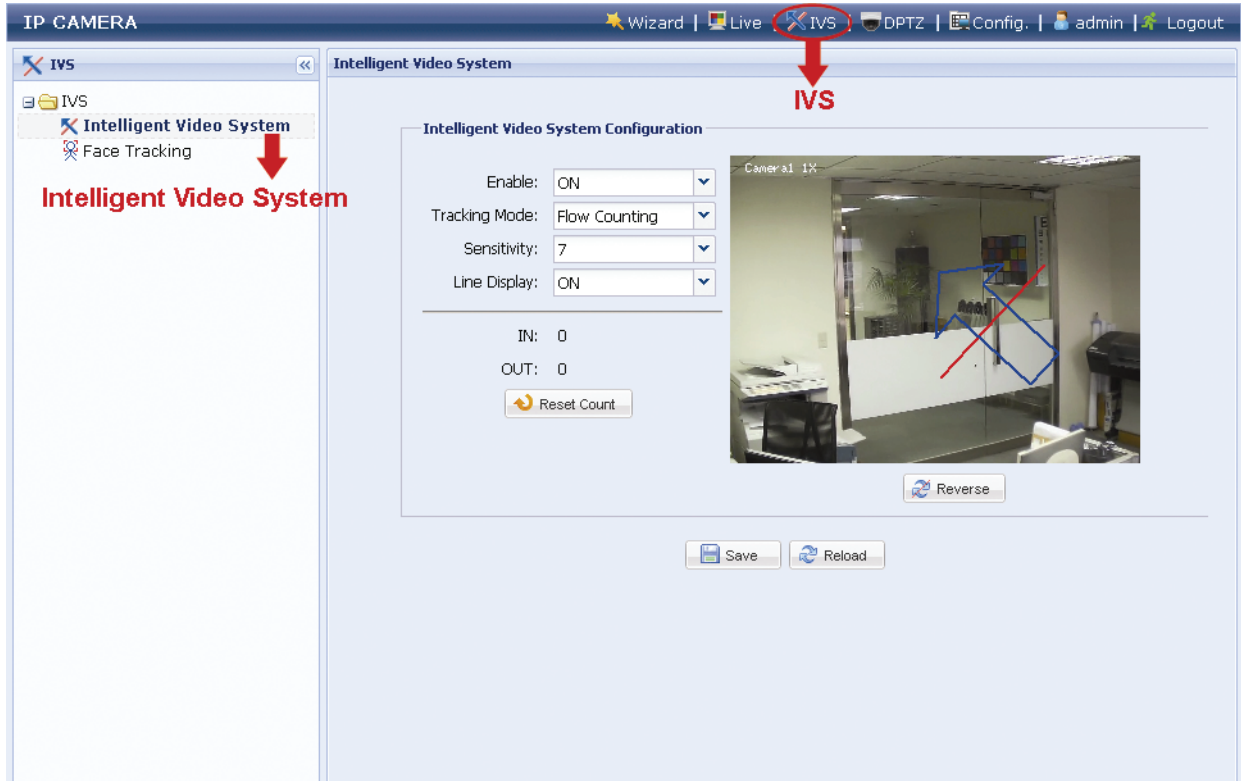 IP CAMERA
Wizard | Live | IVS | DPTZ | Config. | admin | Logout
IVS
Intelligent Video System
IVS
IVS
Intelligent Video System
Face Tracking
Intelligent Video System
Intelligent Video System Configuration
Enable: ON
Tracking Mode: Flow Counting
Sensitivity: 7
Line Display: ON
IN: 0
OUT: 0
Reset Count
Camera1 1X
Reverse
Save
Reload